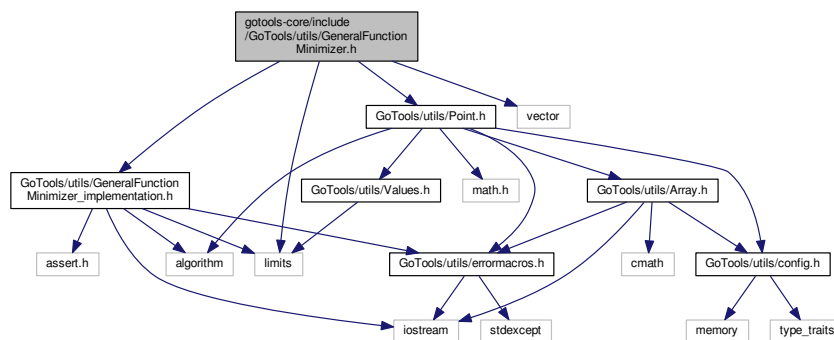 gotools-core/include
/GoTools/utils/GeneralFunction
Minimizer.h
GoTools/utils/Point.h
vector
GoTools/utils/GeneralFunction
Minimizer_implementation.h
GoTools/utils/Values.h
math.h
GoTools/utils/Array.h
assert.h
algorithm
limits
GoTools/utils/errormacros.h
cmath
GoTools/utils/config.h
iostream
stdexcept
memory
type_traits